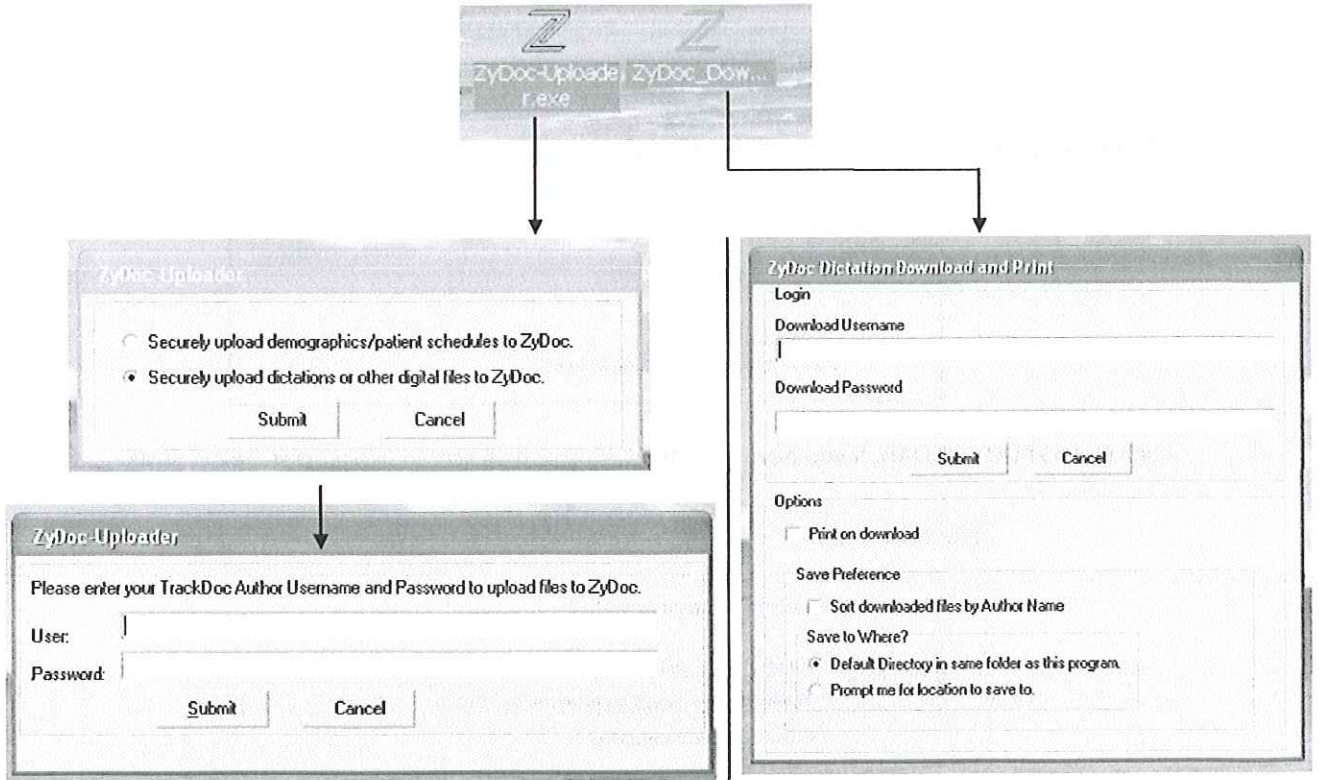 ZyDoc-Uploade
r.exe
ZyDoc_Dow...
ZyDoc-Uploader
Securely upload demographics/patient schedules to ZyDoc.
Securely upload dictations or other digital files to ZyDoc.
Submit Cancel
ZyDoc-Uploader
Please enter your TrackDoc Author Username and Password to upload files to ZyDoc.
User:
Password:
Submit Cancel
ZyDoc Dictation Download and Print
Login
Download Username
Download Password
Submit Cancel
Options
Print on download
Save Preference
Sort downloaded files by Author Name
Save to Where?
Default Directory in same folder as this program.
Prompt me for location to save to.